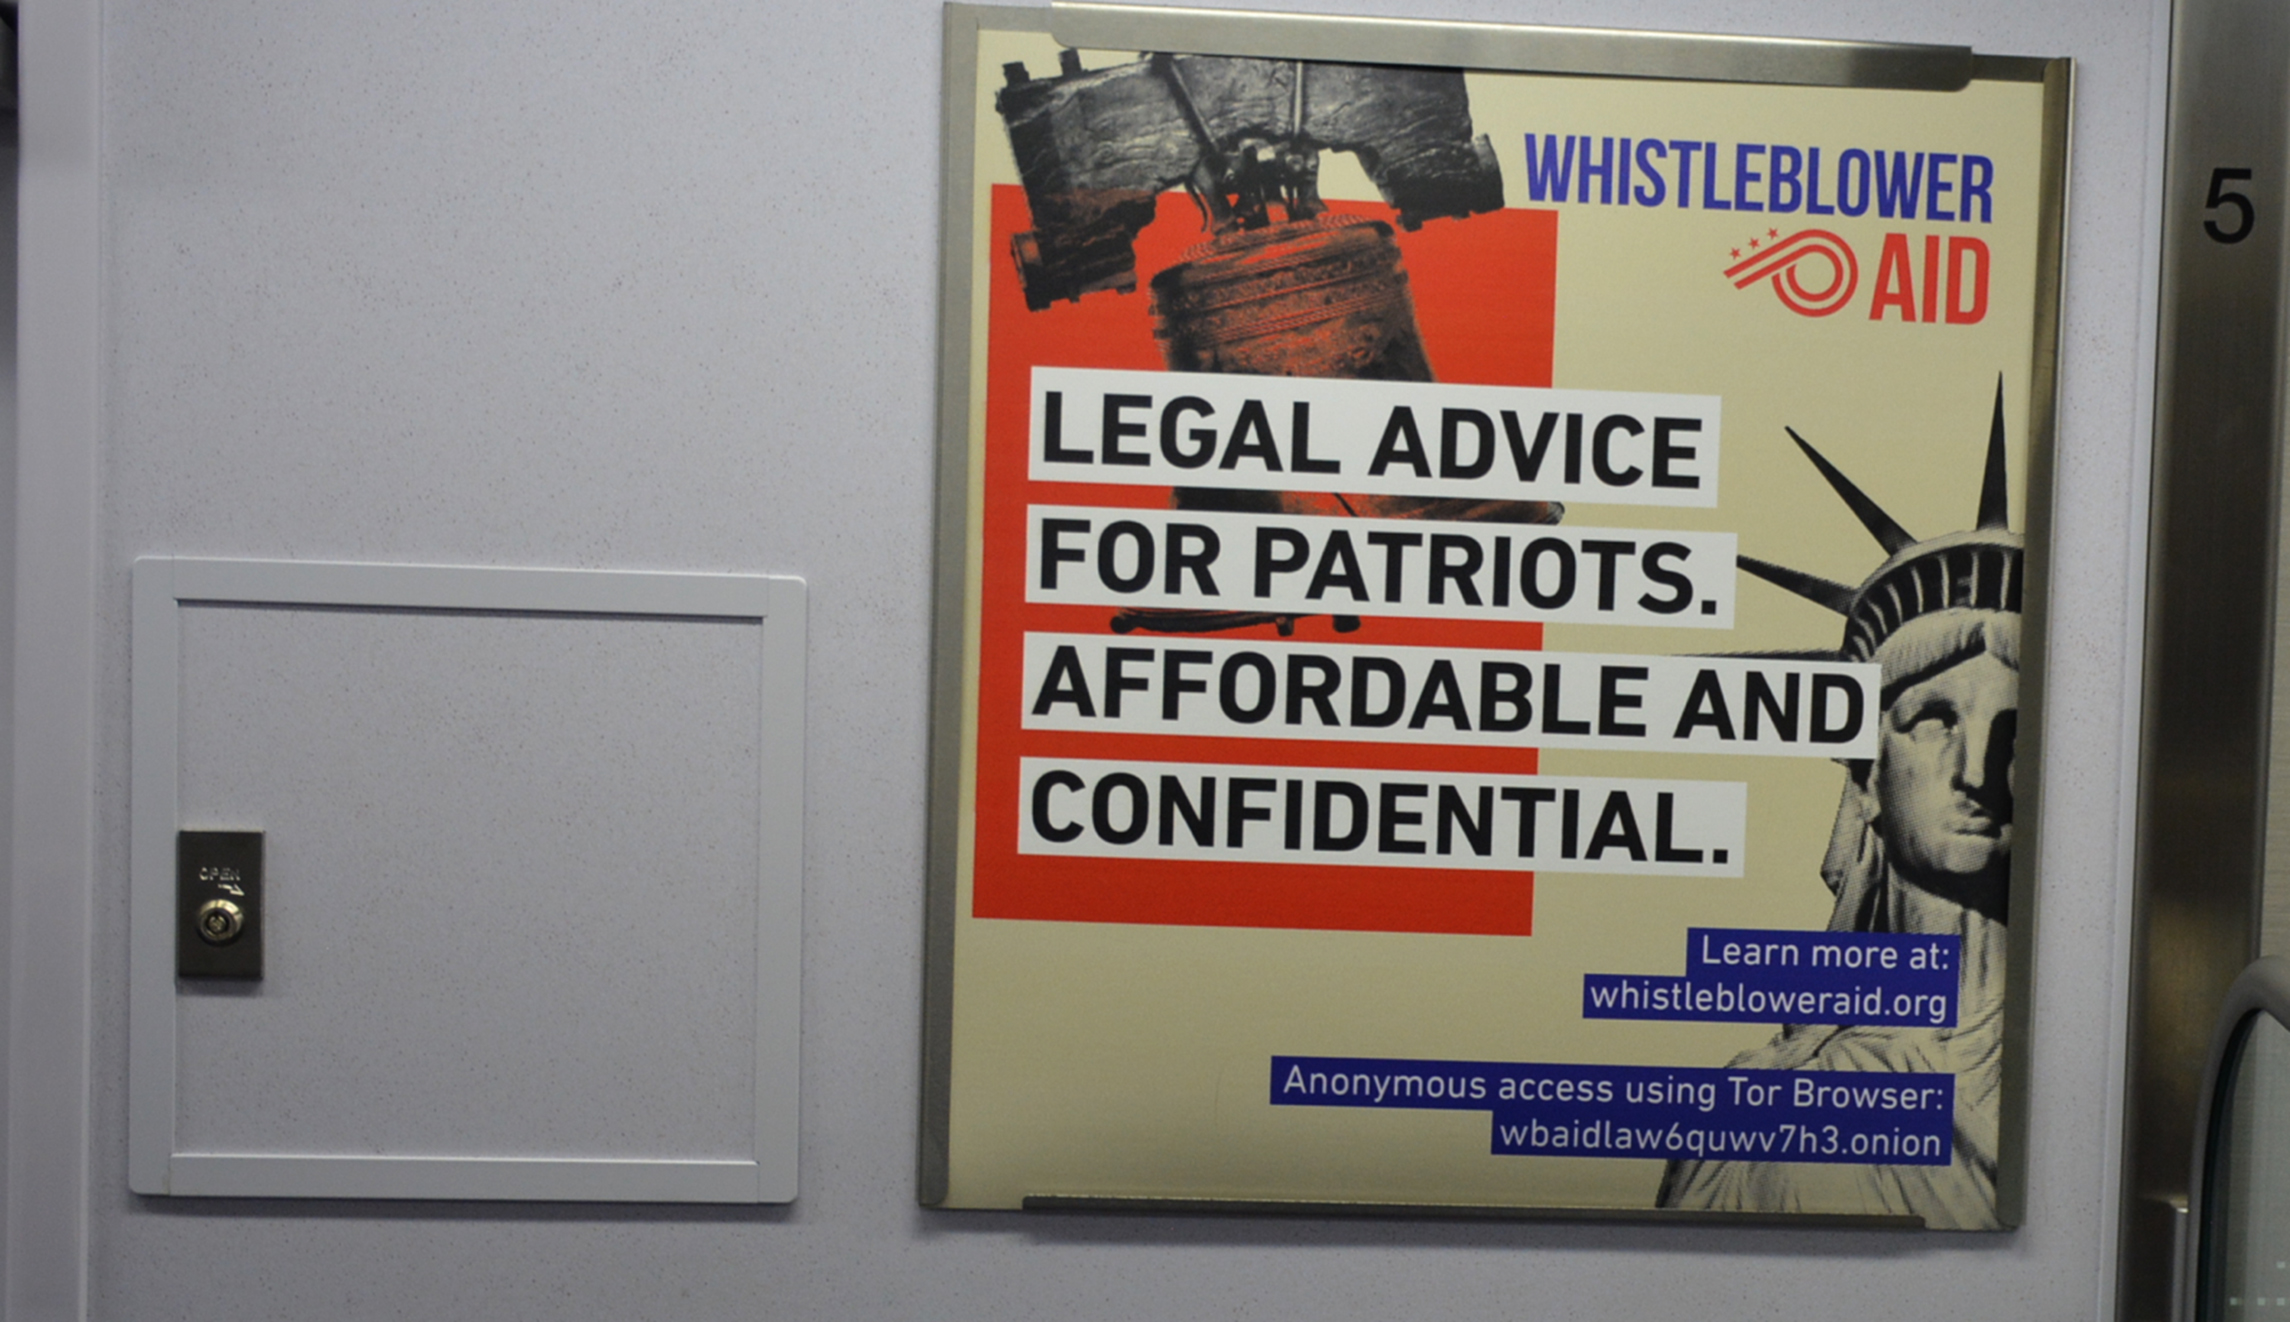 WHISTLEBLOWER
AID
LEGAL ADVICE
FOR PATRIOTS.
AFFORDABLE AND
CONFIDENTIAL.
Learn more at:
whistlebloweraid.org
Anonymous access using Tor Browser:
wbaidlaw6quwv7h3.onion
OPEN
5